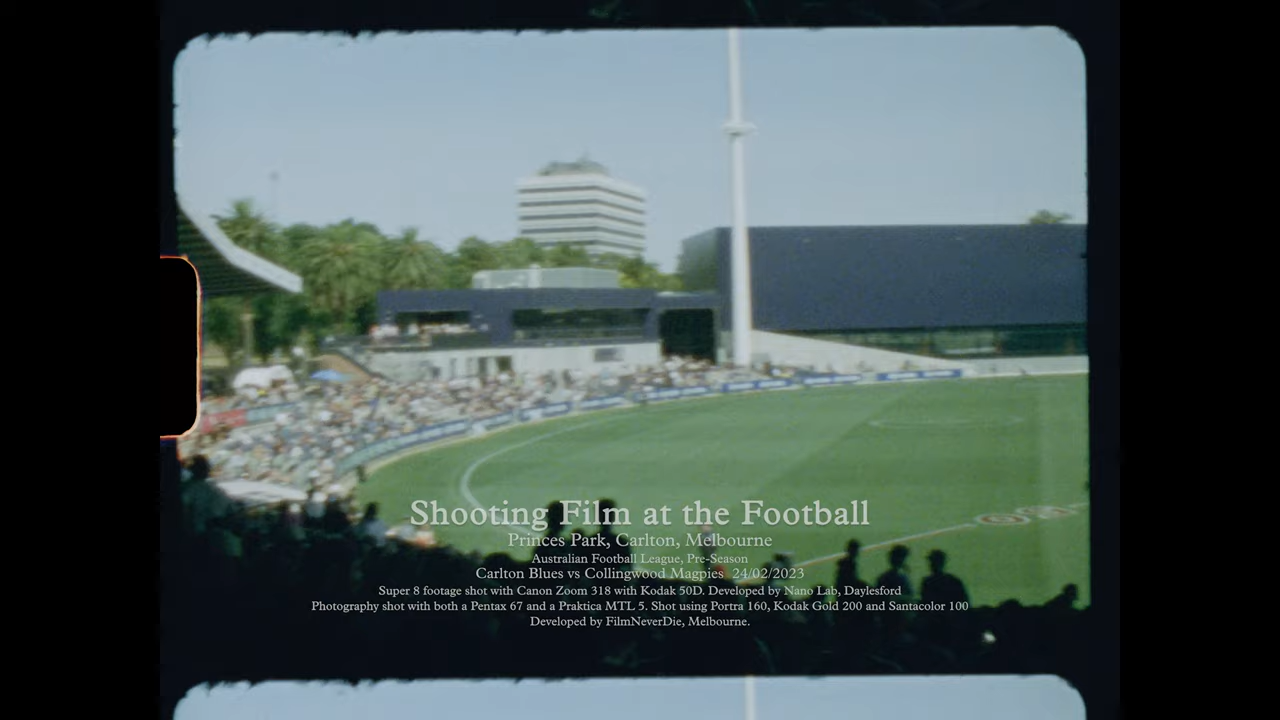 Shooting Film at the Football
Princes Park, Carlton, Melbourne
Australian Football League, Pre-Season
Carlton Blues vs Collingwood Magpies 24/02/2023
Super 8 footage shot with Canon Zoom 318 with Kodak 50D. Developed by Nano Lab, Daylesford
Photography shot with both a Pentax 67 and a Praktica MTL 5. Shot using Portra 160, Kodak Gold 200 and Santacolor 100
Developed by FilmNeverDie, Melbourne.